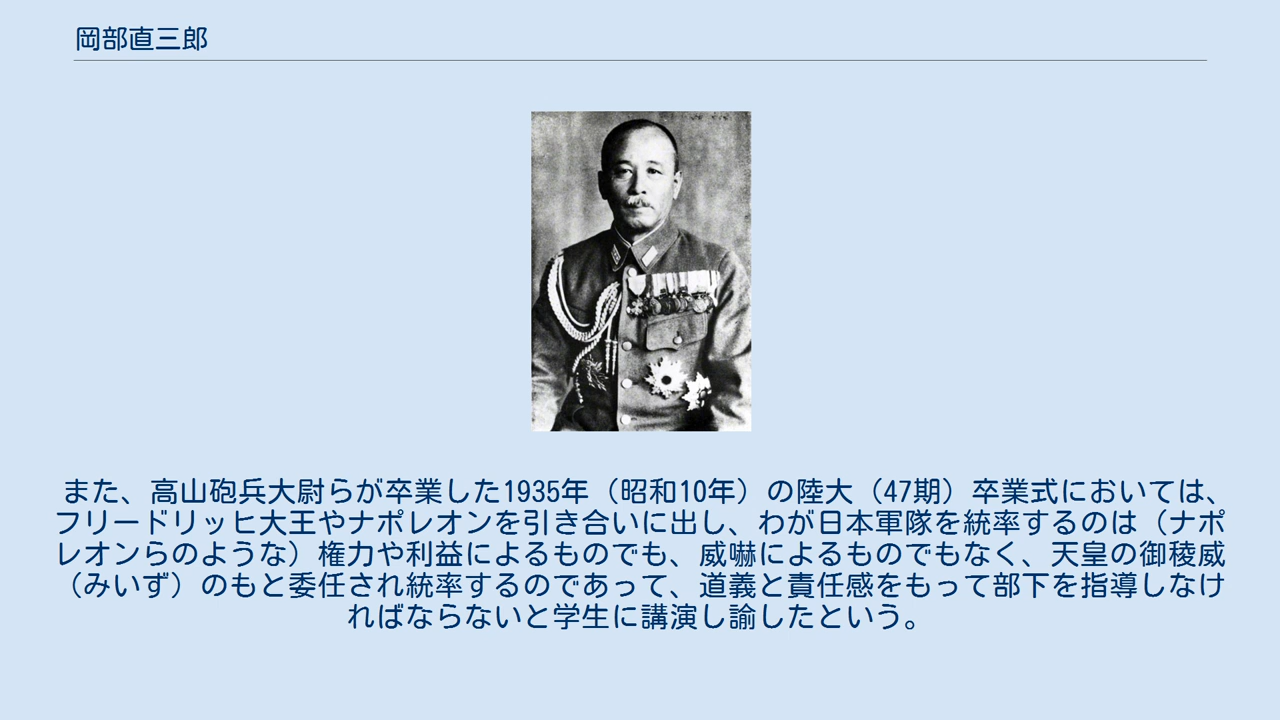 岡部直三郎
また、高山砲兵大尉らが卒業した1935年（昭和10年）の陸大（47期）卒業式においては、
フリードリッヒ大王やナポレオンを引き合いに出し、わが日本軍隊を統率するのは（ナポ
レオンらのような）権力や利益によるものでも、威嚇によるものでもなく、天皇の御稜威
（みいず）のもと委任され統率するのであって、道義と責任感をもって部下を指導しなけ
ればならないと学生に講演し諭したという。